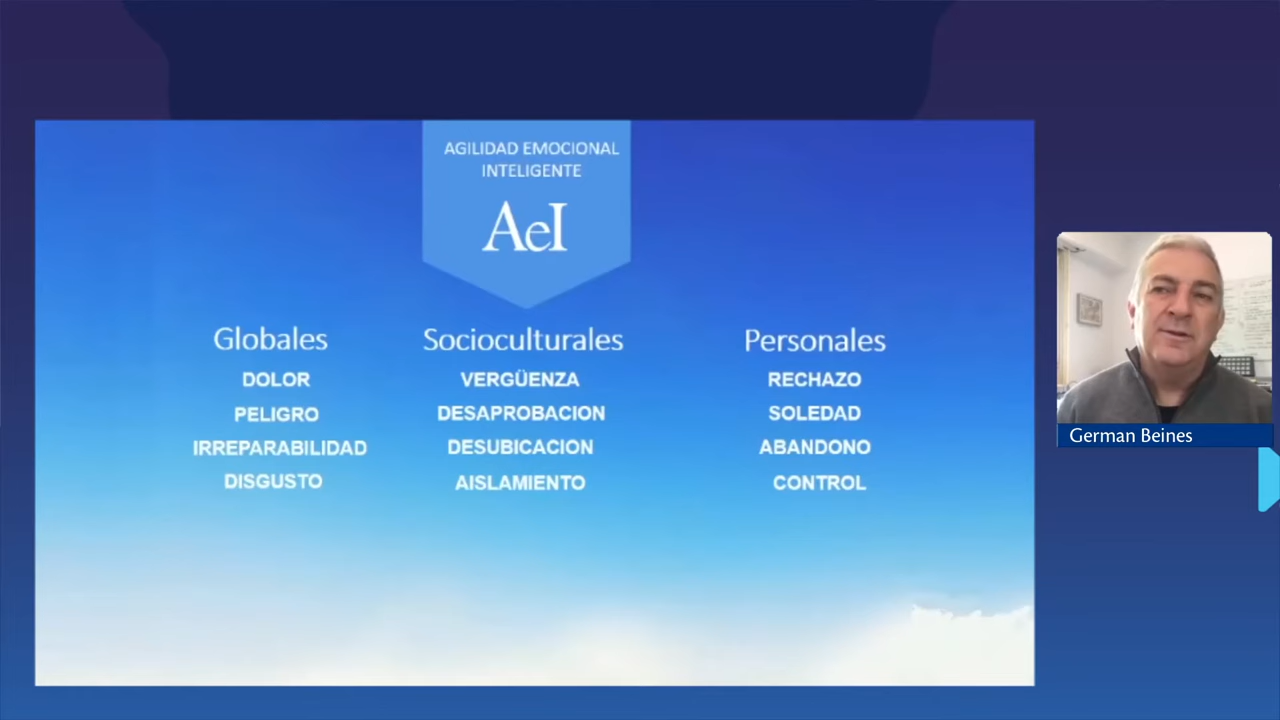 AGILIDAD EMOCIONAL
INTELIGENTE
AeI
Globales
DOLOR
PELIGRO
IRREPARABILIDAD
DISGUSTO
Socioculturales
VERGÜENZA
DESAPROBACION
DESUBICACION
AISLAMIENTO
Personales
RECHAZO
SOLEDAD
ABANDONO
CONTROL
German Beines